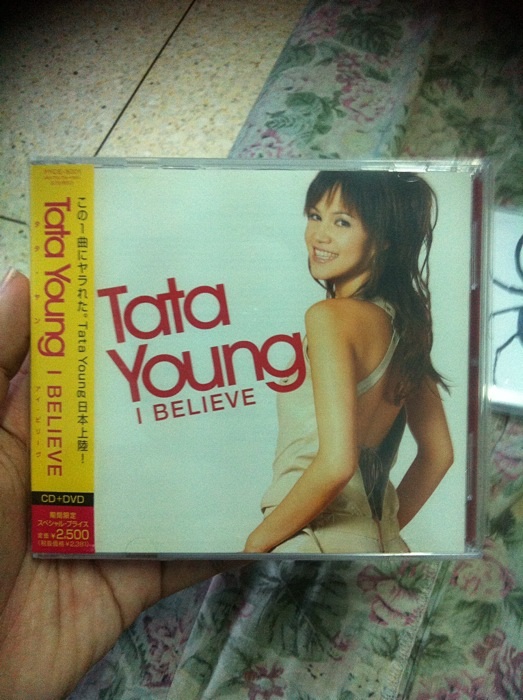 Tata Young I BELIEVE
タタ・ヤン アイ・ビリーヴ
この一曲にヤラれた。Tata Young日本上陸!
CD+DVD
期間限定
スペシャル・プライス
定価¥2,500
Tata
Young
I BELIEVE